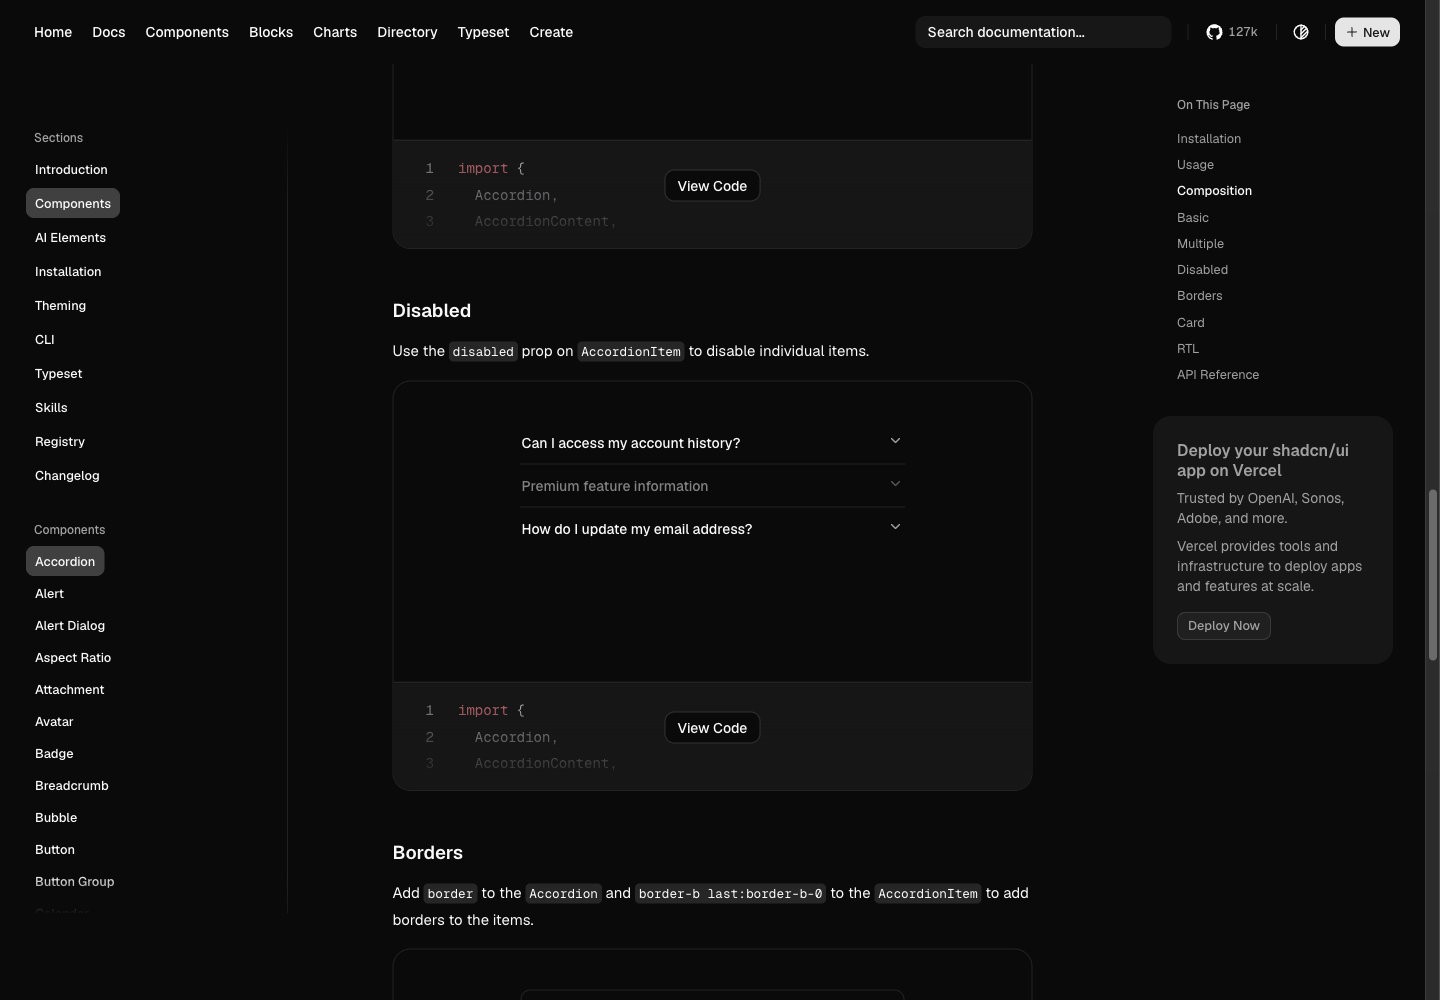 Home Docs Components Blocks Charts Directory Typeset Create
Search documentation...
127k
New
Sections
Introduction
Components
AI Elements
Installation
Theming
CLI
Typeset
Skills
Registry
Changelog
Components
Accordion
Alert
Alert Dialog
Aspect Ratio
Attachment
Avatar
Badge
Breadcrumb
Bubble
Button
Button Group
Calendar
1 import {
2 Accordion,
3 AccordionContent,
View Code
Disabled
Use the disabled prop on AccordionItem to disable individual items.
Can I access my account history?
Premium feature information
How do I update my email address?
1 import {
2 Accordion,
3 AccordionContent,
View Code
Borders
Add border to the Accordion and border-b last:border-b-0 to the AccordionItem to add
borders to the items.
On This Page
Installation
Usage
Composition
Basic
Multiple
Disabled
Borders
Card
RTL
API Reference
Deploy your shadcn/ui
app on Vercel
Trusted by OpenAI, Sonos,
Adobe, and more.
Vercel provides tools and
infrastructure to deploy apps
and features at scale.
Deploy Now